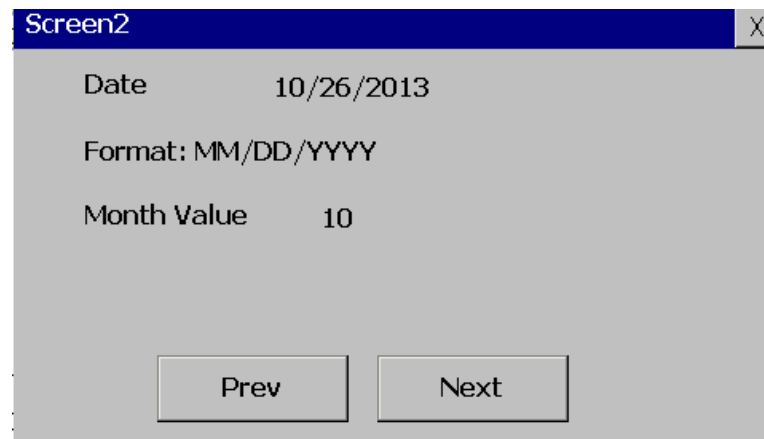 Screen2 X
Date 10/26/2013
Format: MM/DD/YYYY
Month Value 10
Prev Next